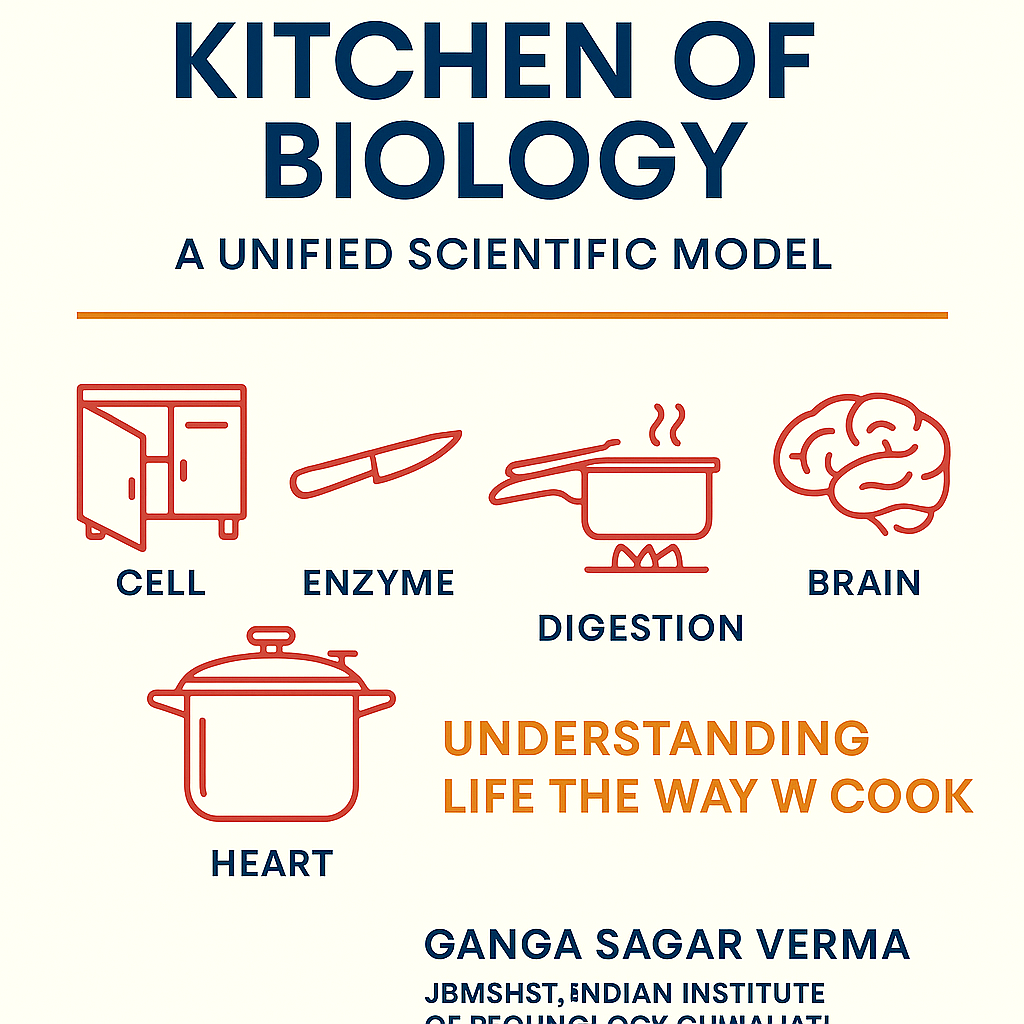 KITCHEN OF
BIOLOGY
A UNIFIED SCIENTIFIC MODEL
CELL
ENZYME
DIGESTION
BRAIN
HEART
UNDERSTANDING
LIFE THE WAY W COOK
GANGA SAGAR VERMA
JBMSHST, INDIAN INSTITUTE
OF